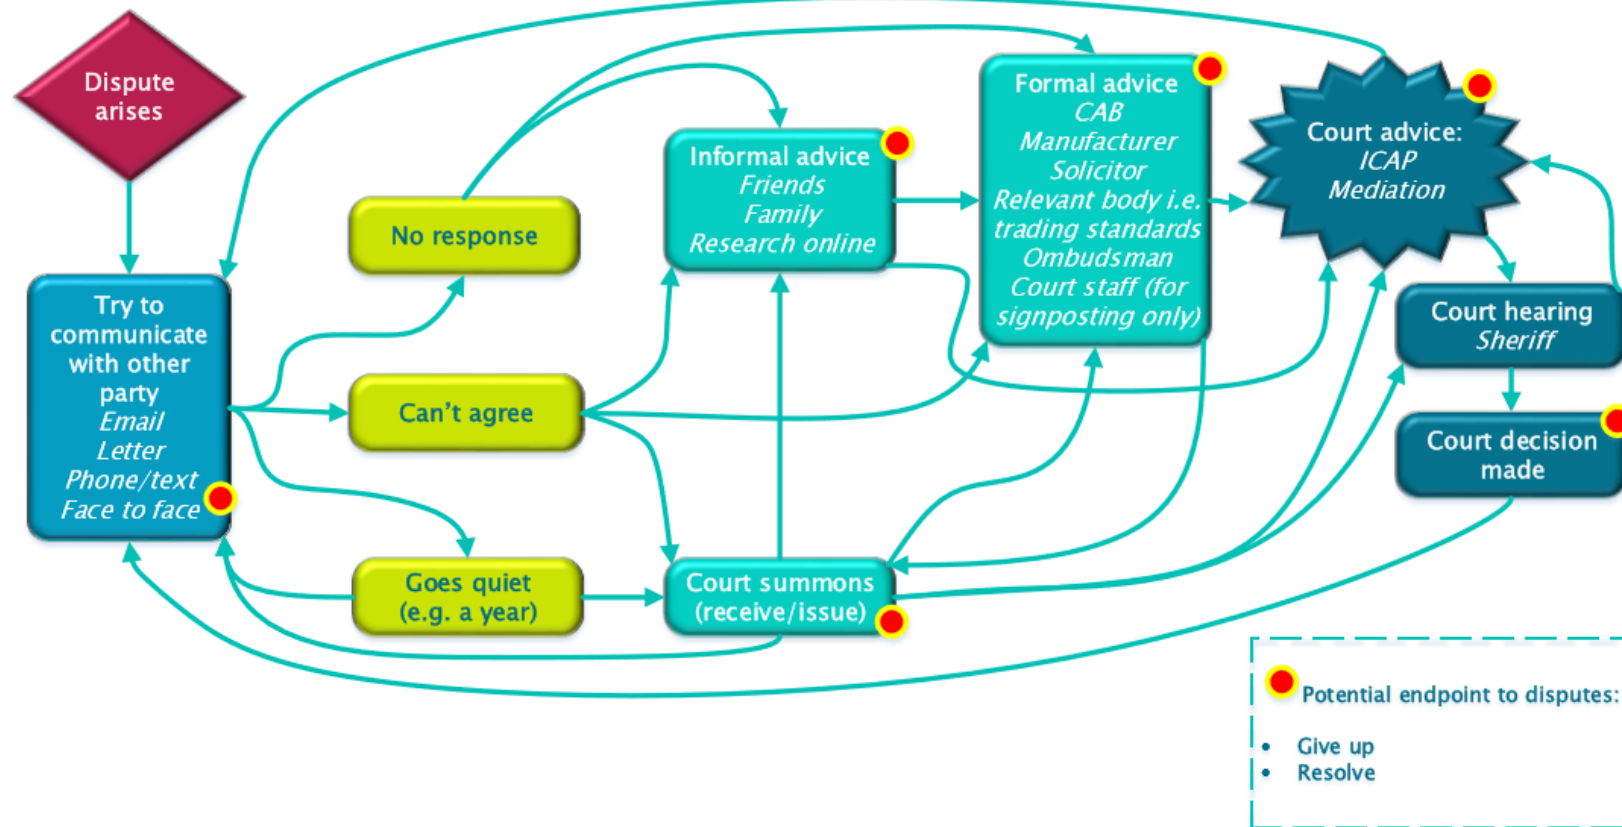 Dispute
arises
Try to
communicate
with other
party
Email
Letter
Phone/text
Face to face
No response
Can't agree
Goes quiet
(e.g. a year)
Informal advice
Friends
Family
Research online
Court summons
(receive/issue)
Formal advice
CAB
Manufacturer
Solicitor
Relevant body i.e.
trading standards
Ombudsman
Court staff (for
signposting only)
Court advice:
ICAP
Mediation
Court hearing
Sheriff
Court decision
made
Potential endpoint to disputes:
• Give up
• Resolve